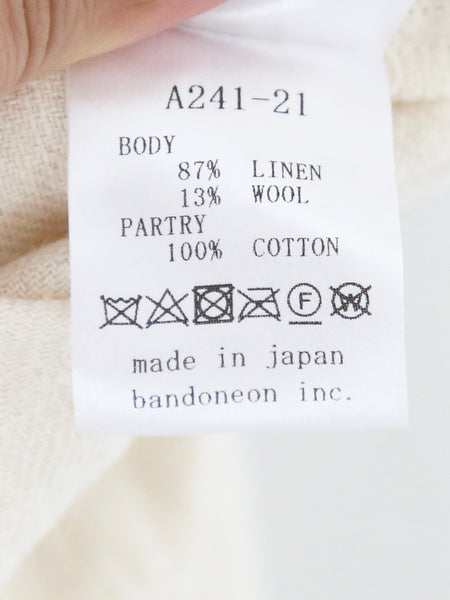 A241-21
BODY
87% LINEN
13% WOOL
PARTRY
100% COTTON
F W
made in japan
bandoneon inc.